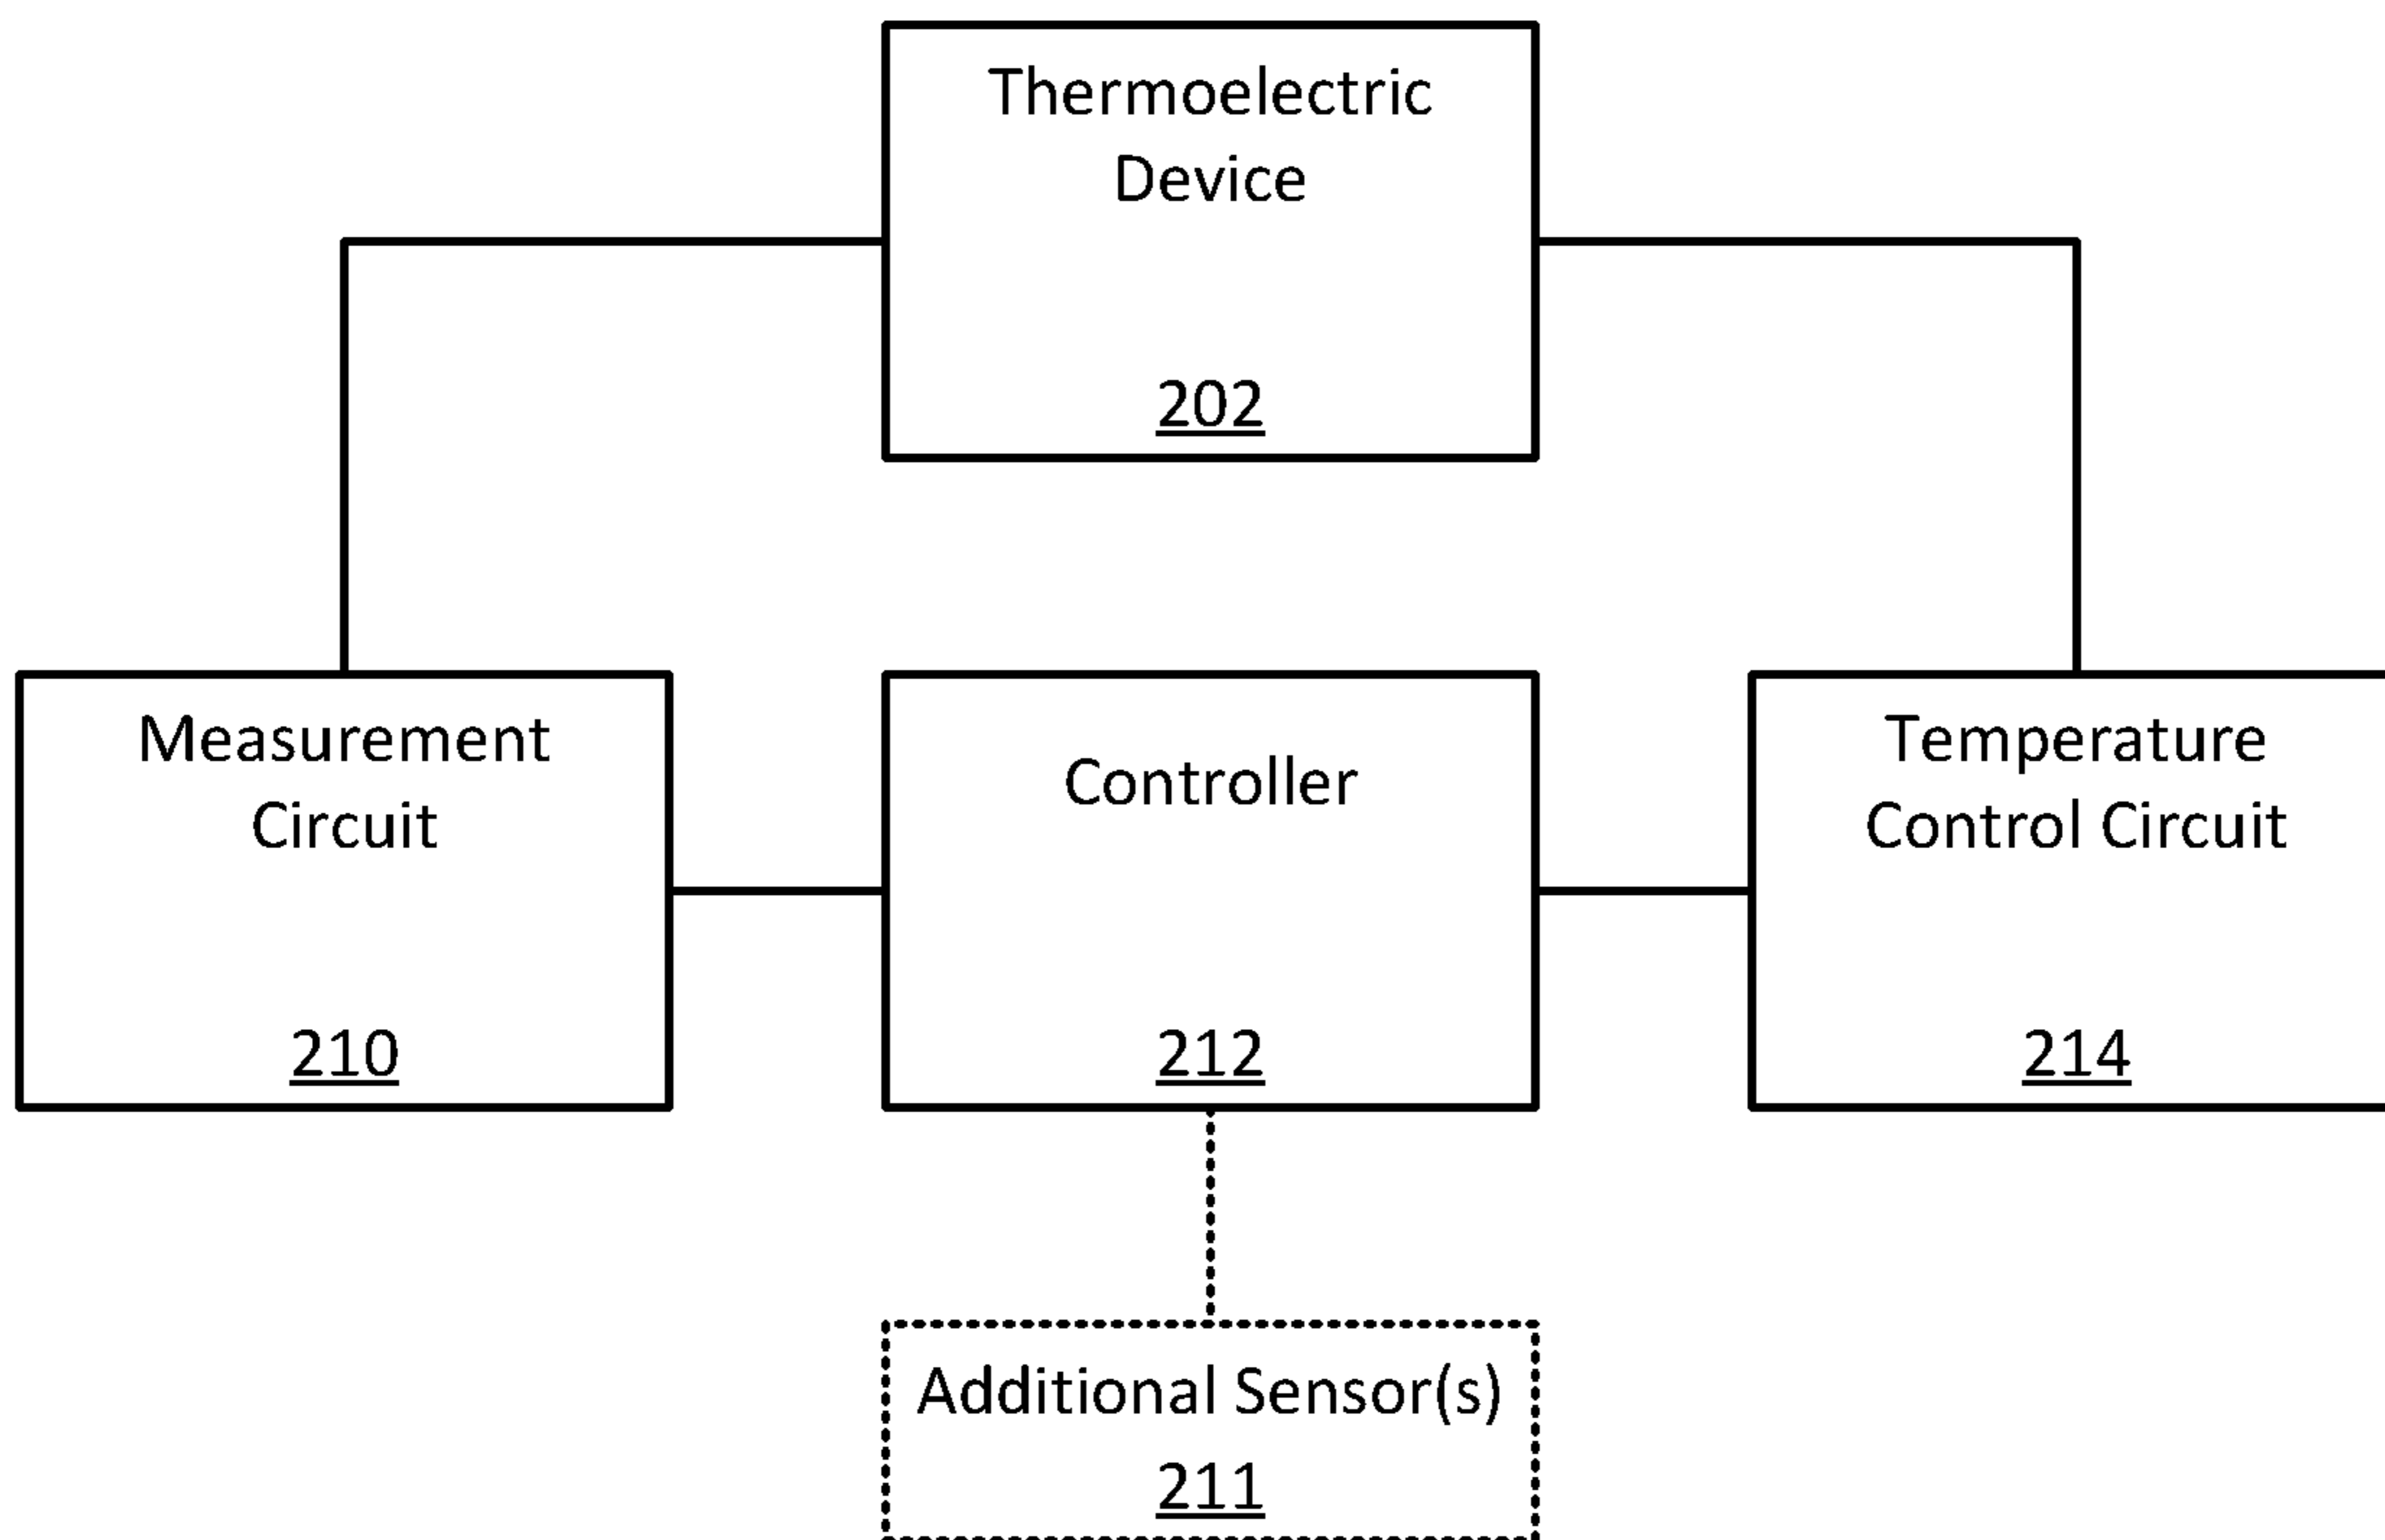 Thermoelectric
Device
202
Measurement
Circuit
210
Controller
212
Temperature
Control Circuit
214
Additional Sensor(s)
211